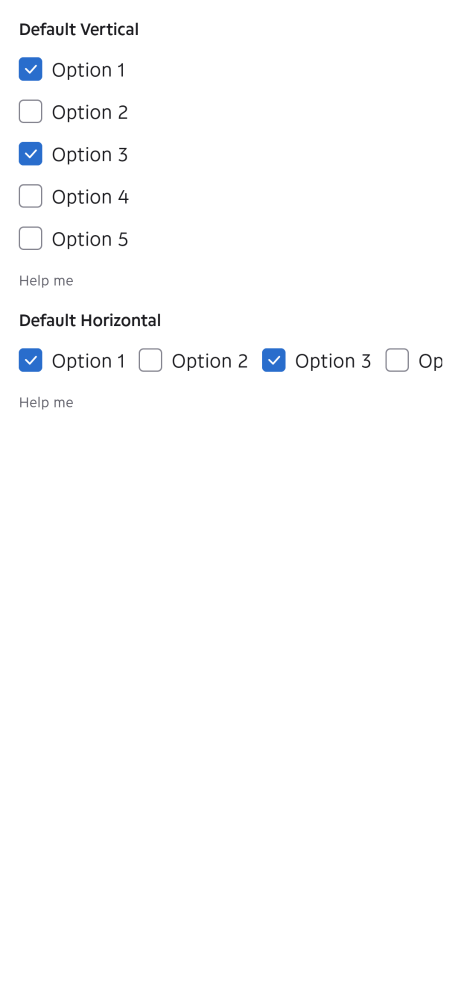 Default Vertical
Option 1
Option 2
Option 3
Option 4
Option 5
Help me
Default Horizontal
Option 1 Option 2 Option 3 Op
Help me